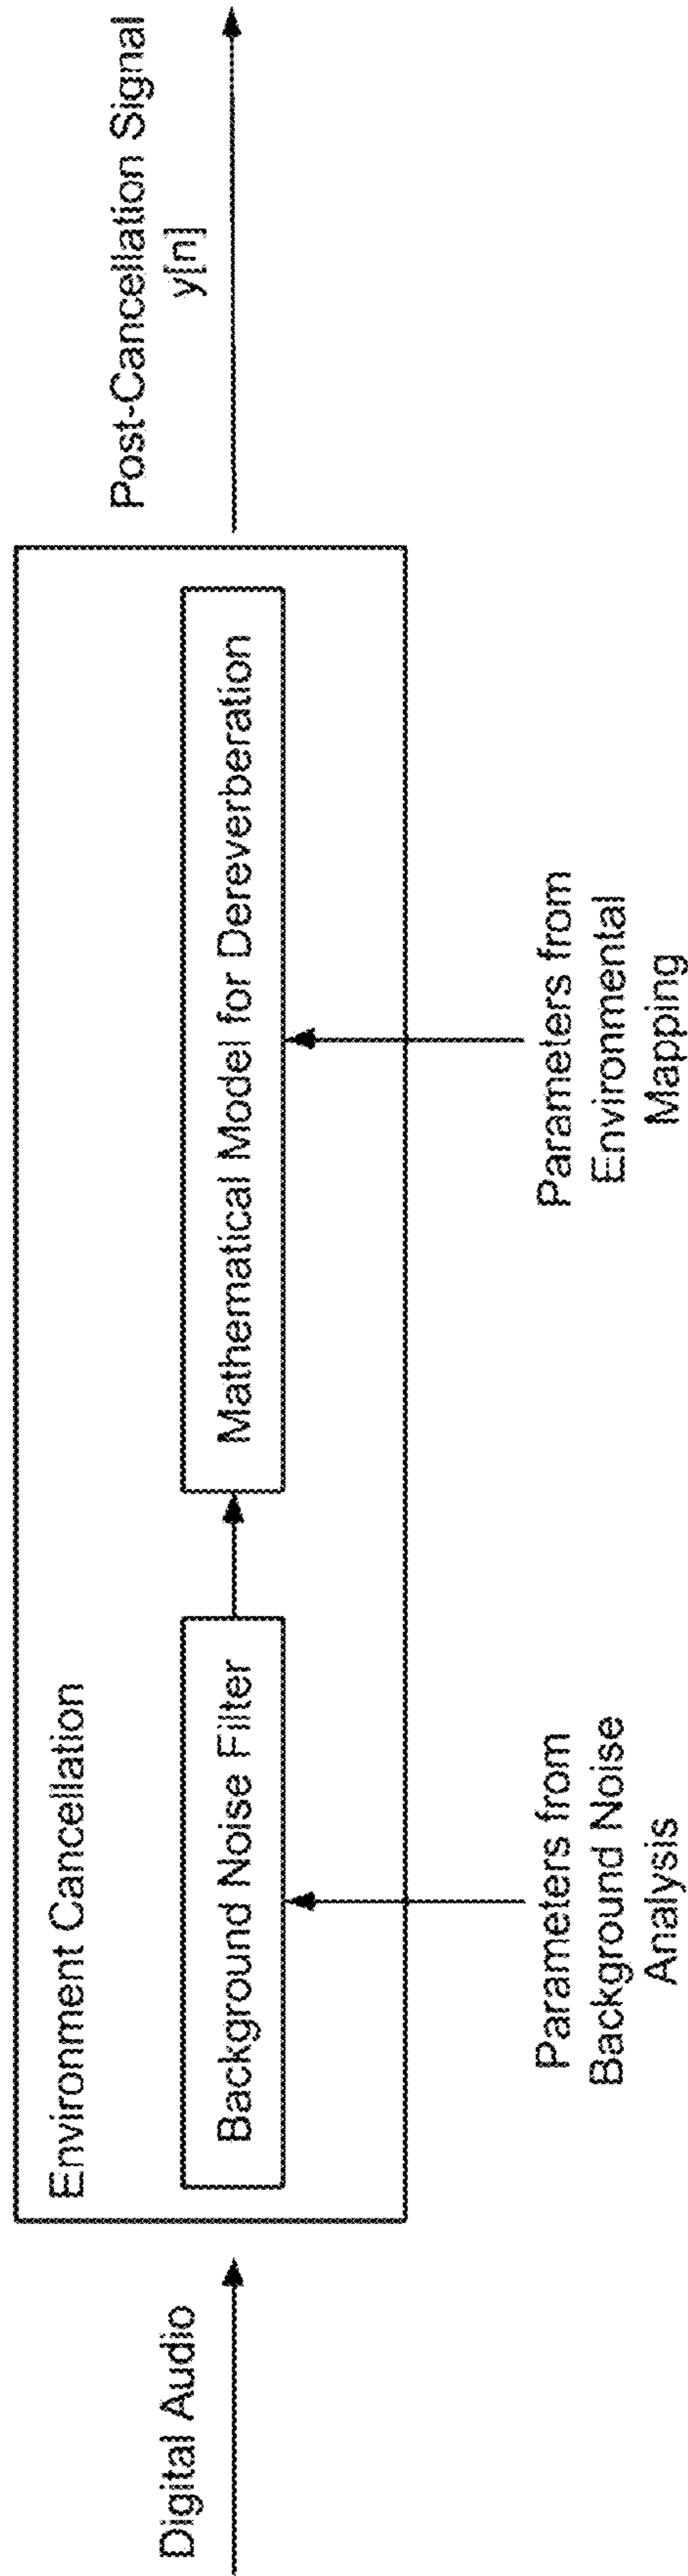 Digital Audio
Environment Cancellation
Background Noise Filter
Mathematical Model for Dereverberation
Post-Cancellation Signal
y[n]
Parameters from
Background Noise
Analysis
Parameters from
Environmental
Mapping